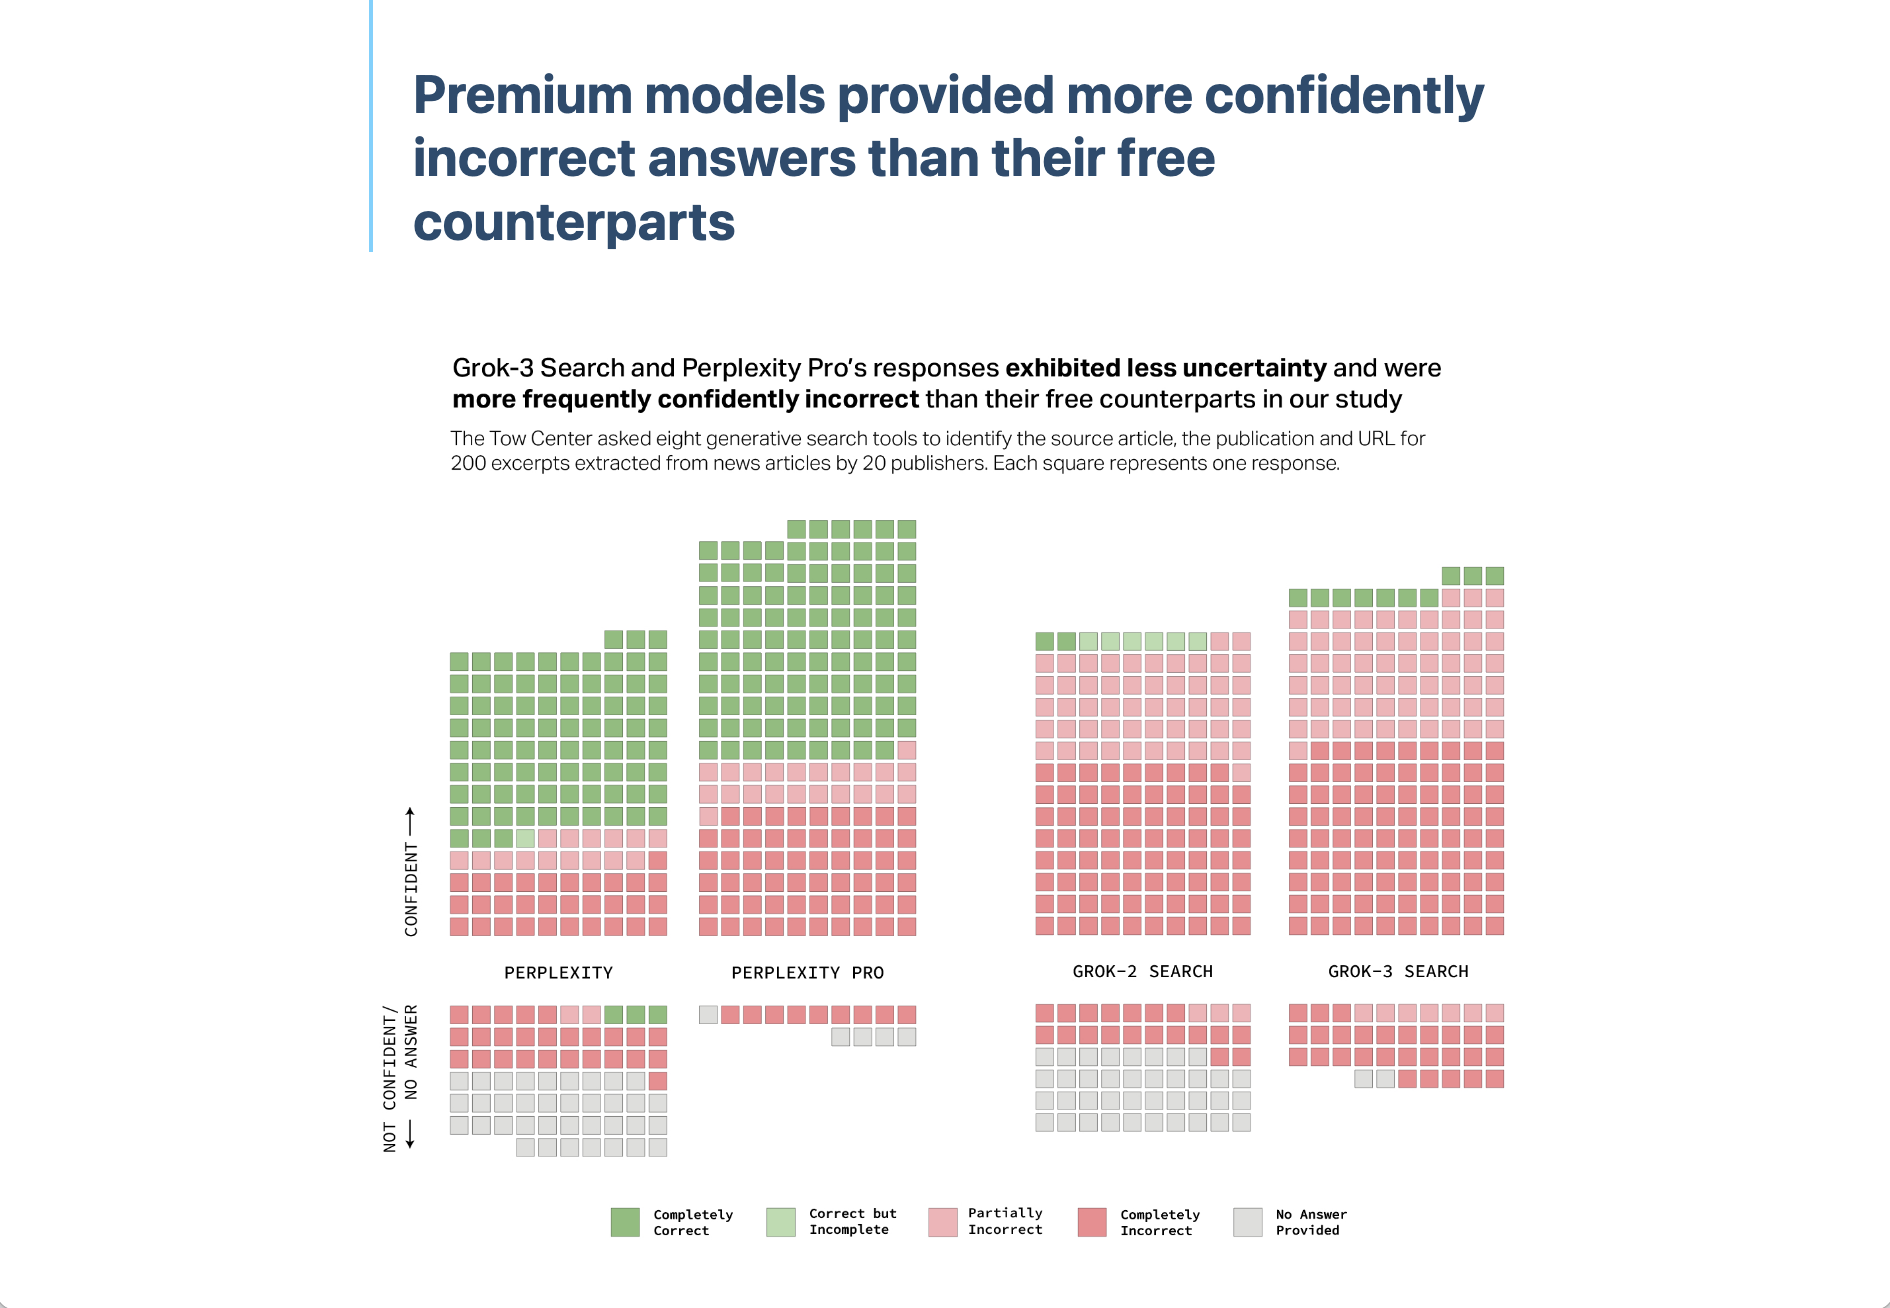 Premium models provided more confidently
incorrect answers than their free
counterparts
Grok-3 Search and Perplexity Pro’s responses exhibited less uncertainty and were
more frequently confidently incorrect than their free counterparts in our study
The Tow Center asked eight generative search tools to identify the source article, the publication and URL for
200 excerpts extracted from news articles by 20 publishers. Each square represents one response.
CONFIDENT →
PERPLEXITY
PERPLEXITY PRO
GROK-2 SEARCH
GROK-3 SEARCH
NOT CONFIDENT/
← NO ANSWER
Completely
Correct
Correct but
Incomplete
Partially
Incorrect
Completely
Incorrect
No Answer
Provided